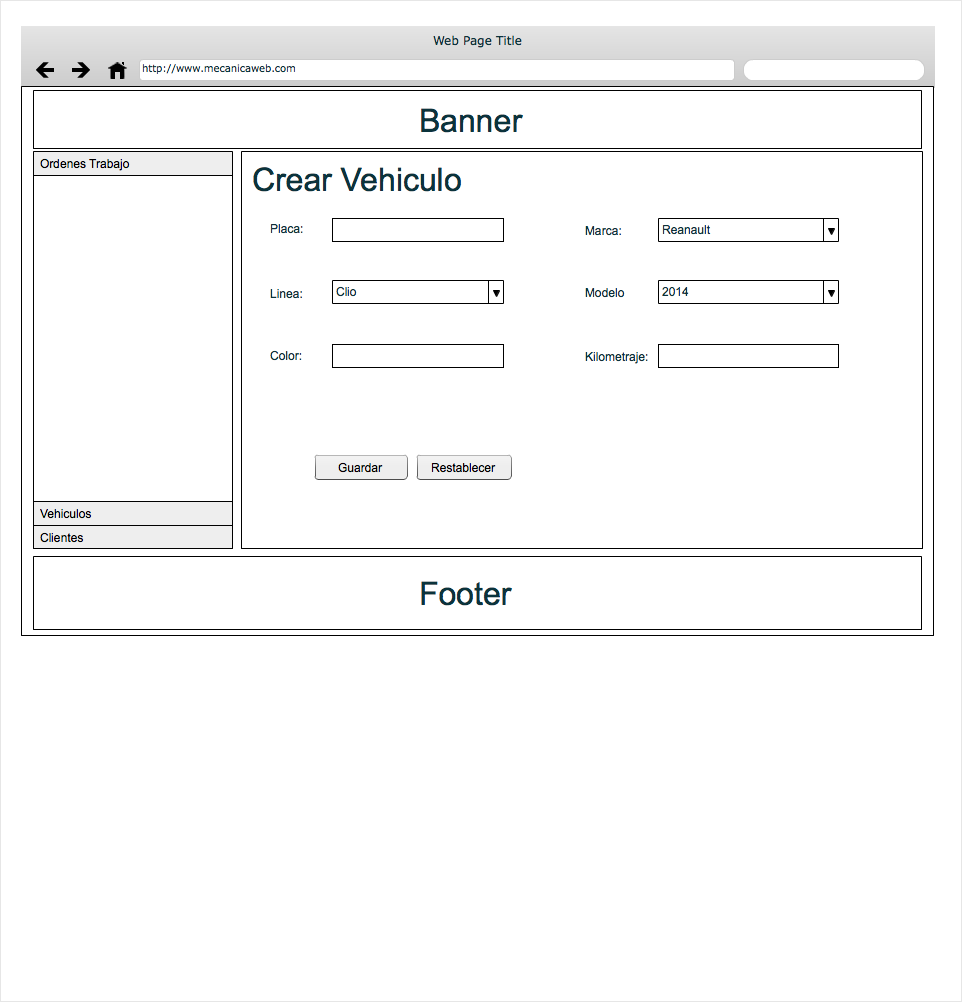 Web Page Title
http://www.mecanicaweb.com
Banner
Ordenes Trabajo
Vehiculos
Clientes
Crear Vehiculo
Placa:
Marca: Reanault
Linea: Clio
Modelo 2014
Color:
Kilometraje:
Guardar Restablecer
Footer